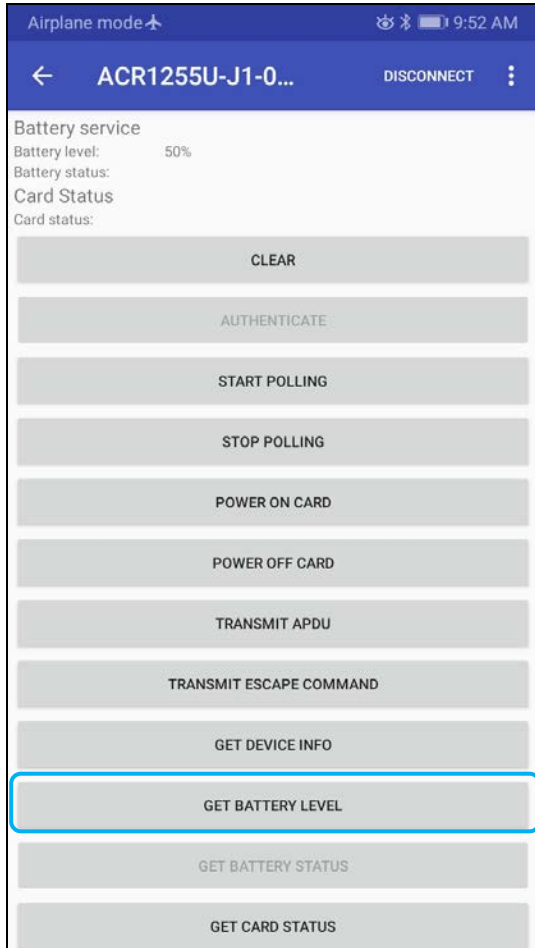 Airplane mode 9:52 AM
ACR1255U-J1-0... DISCONNECT
Battery service
Battery level: 50%
Battery status:
Card Status
Card status:
CLEAR
AUTHENTICATE
START POLLING
STOP POLLING
POWER ON CARD
POWER OFF CARD
TRANSMIT APDU
TRANSMIT ESCAPE COMMAND
GET DEVICE INFO
GET BATTERY LEVEL
GET BATTERY STATUS
GET CARD STATUS